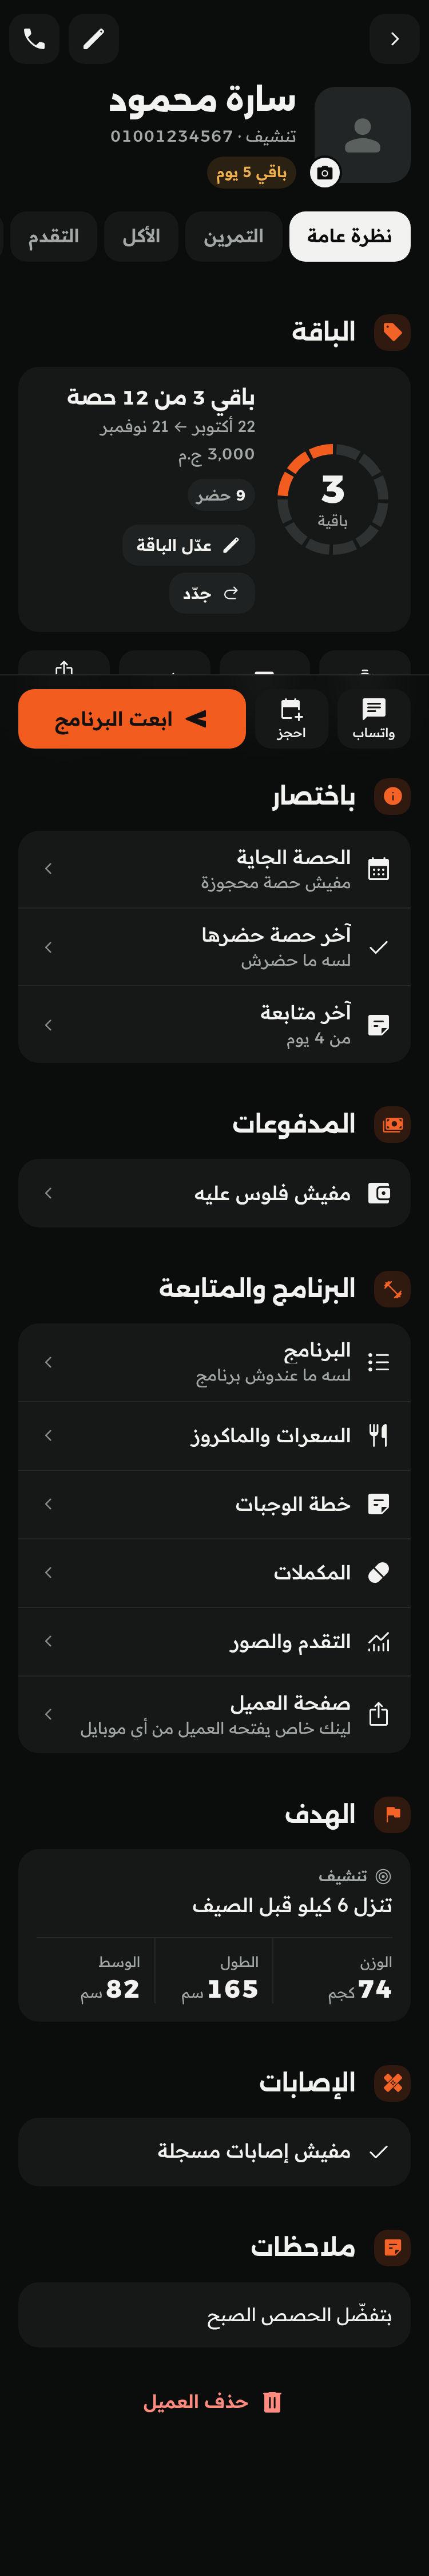 سارة محمود
تنشيف · 01001234567
باقي 5 يوم
نظرة عامة
التمرين
الأكل
التقدم
الباقة
باقي 3 من 12 حصة
22 أكتوبر ← 21 نوفمبر
3,000 ج.م
9 حضر
3
باقية
عدّل الباقة
جدّد
واتساب
احجز
ابعت البرنامج
باختصار
الحصة الجاية
مفيش حصة محجوزة
آخر حصة حضرها
لسه ما حضرش
آخر متابعة
من 4 يوم
المدفوعات
مفيش فلوس عليه
البرنامج والمتابعة
البرنامج
لسه ما عندوش برنامج
السعرات والماكروز
خطة الوجبات
المكملات
التقدم والصور
صفحة العميل
لينك خاص يفتحه العميل من أي موبايل
الهدف
تنشيف
تنزل 6 كيلو قبل الصيف
الوزن
74 كجم
الطول
165 سم
الوسط
82 سم
الإصابات
مفيش إصابات مسجلة
ملاحظات
بتفضّل الحصص الصبح
حذف العميل